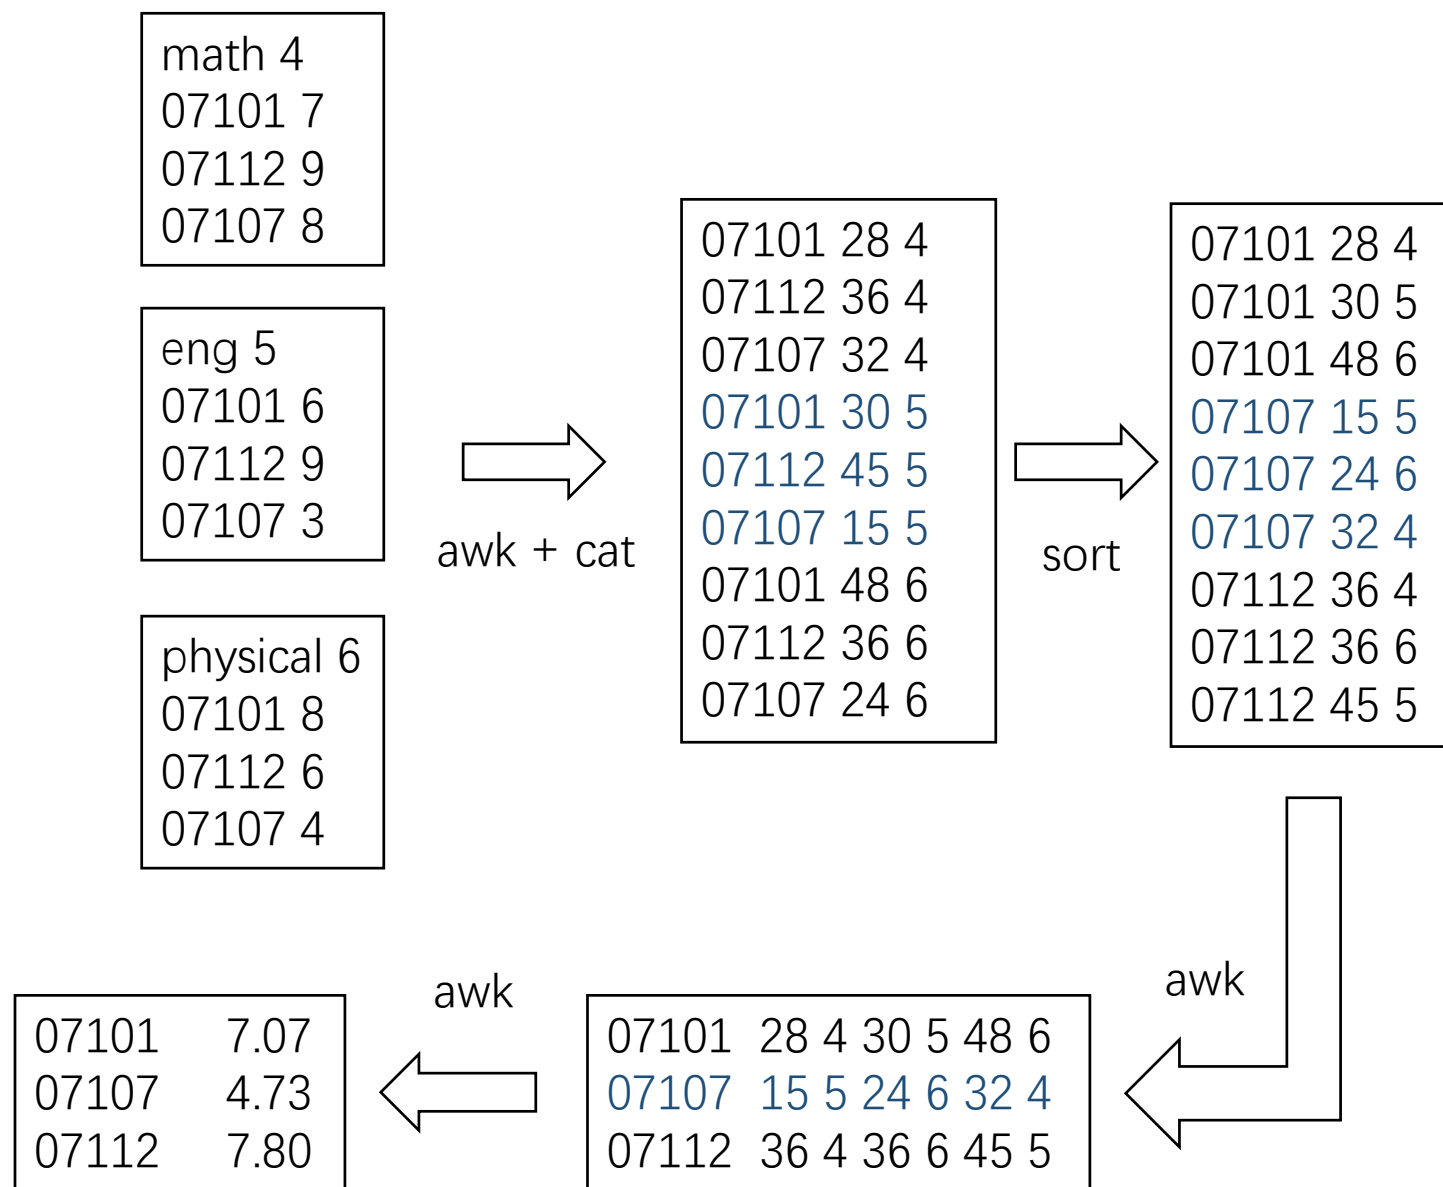 math 4
07101 7
07112 9
07107 8
eng 5
07101 6
07112 9
07107 3
physical 6
07101 8
07112 6
07107 4
awk + cat
07101 28 4
07112 36 4
07107 32 4
07101 30 5
07112 45 5
07107 15 5
07101 48 6
07112 36 6
07107 24 6
sort
07101 28 4
07101 30 5
07101 48 6
07107 15 5
07107 24 6
07107 32 4
07112 36 4
07112 36 6
07112 45 5
awk
07101 28 4 30 5 48 6
07107 15 5 24 6 32 4
07112 36 4 36 6 45 5
awk
07101 7.07
07107 4.73
07112 7.80